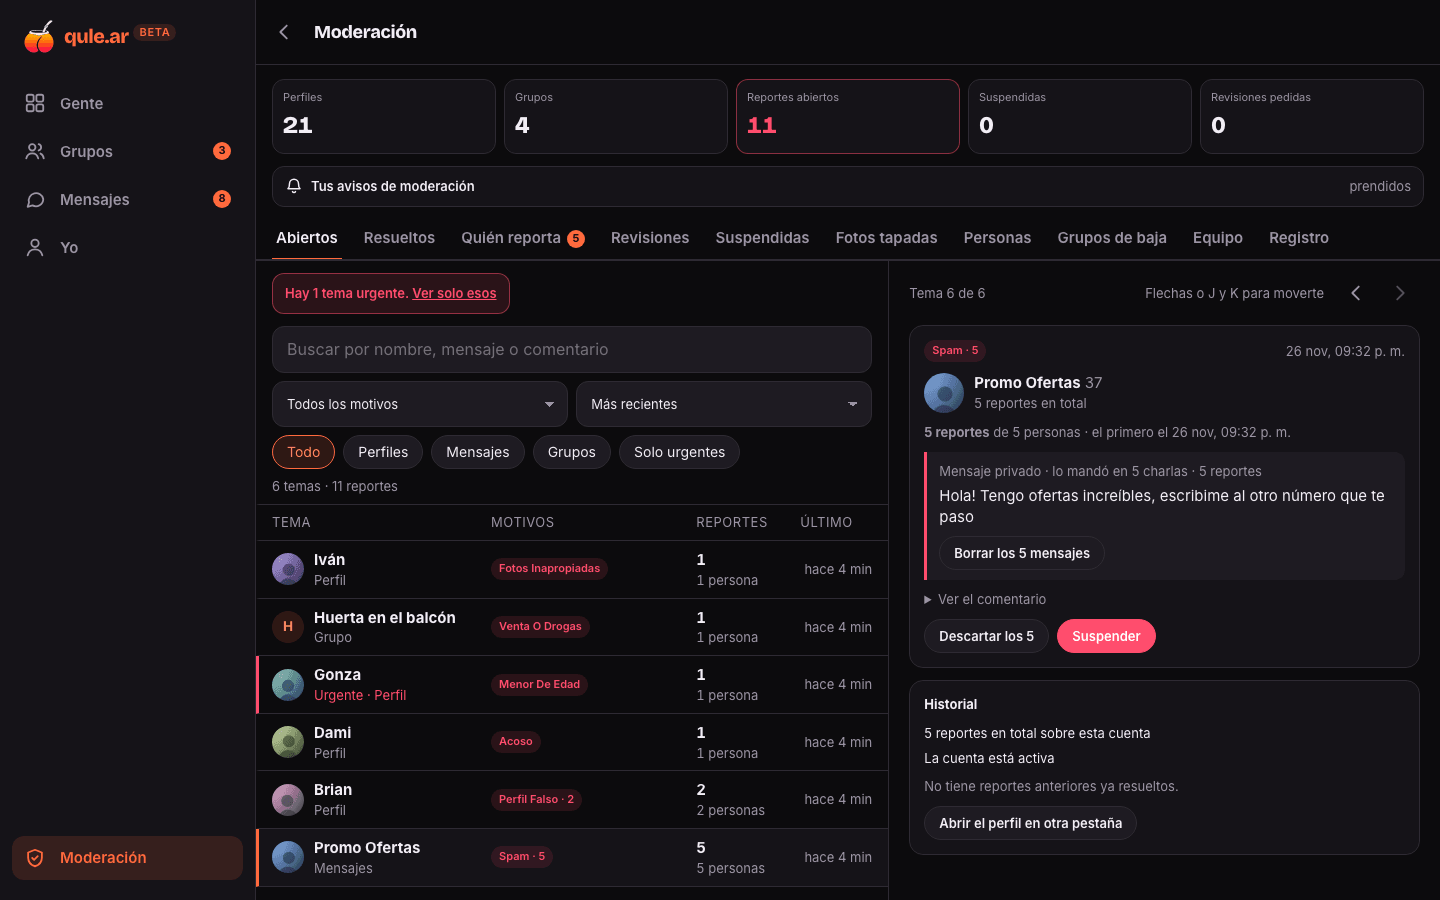 qule.ar BETA
Gente
Grupos 3
Mensajes 8
Yo
Moderación
Moderación
Perfiles
21
Grupos
4
Reportes abiertos
11
Suspendidas
0
Revisiones pedidas
0
Tus avisos de moderación prendidos
Abiertos Resueltos Quién reporta 5 Revisiones Suspendidas Fotos tapadas Personas Grupos de baja Equipo Registro
Hay 1 tema urgente. Ver solo esos
Buscar por nombre, mensaje o comentario
Todos los motivos Más recientes
Todo Perfiles Mensajes Grupos Solo urgentes
6 temas · 11 reportes
TEMA MOTIVOS REPORTES ÚLTIMO
Iván
Perfil
Fotos Inapropiadas
1
1 persona
hace 4 min
H
Huerta en el balcón
Grupo
Venta O Drogas
1
1 persona
hace 4 min
Gonza
Urgente · Perfil
Menor De Edad
1
1 persona
hace 4 min
Dami
Perfil
Acoso
1
1 persona
hace 4 min
Brian
Perfil
Perfil Falso · 2
2
2 personas
hace 4 min
Promo Ofertas
Mensajes
Spam · 5
5
5 personas
hace 4 min
Tema 6 de 6 Flechas o J y K para moverte
Spam · 5 26 nov, 09:32 p. m.
Promo Ofertas 37
5 reportes en total
5 reportes de 5 personas · el primero el 26 nov, 09:32 p. m.
Mensaje privado · lo mandó en 5 charlas · 5 reportes
Hola! Tengo ofertas increíbles, escribime al otro número que te
paso
Borrar los 5 mensajes
Ver el comentario
Descartar los 5 Suspender
Historial
5 reportes en total sobre esta cuenta
La cuenta está activa
No tiene reportes anteriores ya resueltos.
Abrir el perfil en otra pestaña